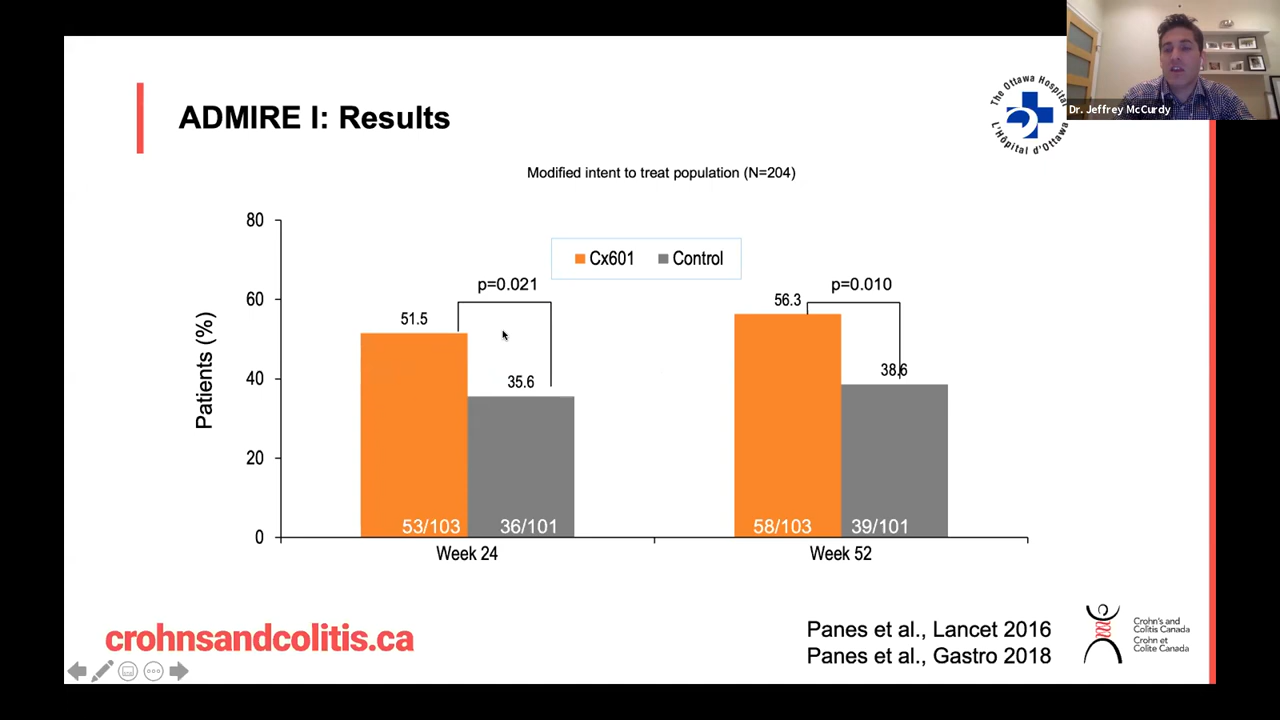 ADMIRE I: Results
The Ottawa Hospital
L'Hôpital d'Ottawa
Dr. Jeffrey McCurdy
Modified intent to treat population (N=204)
Patients (%)
80
60
40
20
0
Cx601 Control
p=0.021
p=0.010
51.5
35.6
56.3
38.6
53/103
36/101
58/103
39/101
Week 24
Week 52
crohnsandcolitis.ca
Panes et al., Lancet 2016
Panes et al., Gastro 2018
Crohn's and
Colitis Canada
Crohn et
Colite Canada